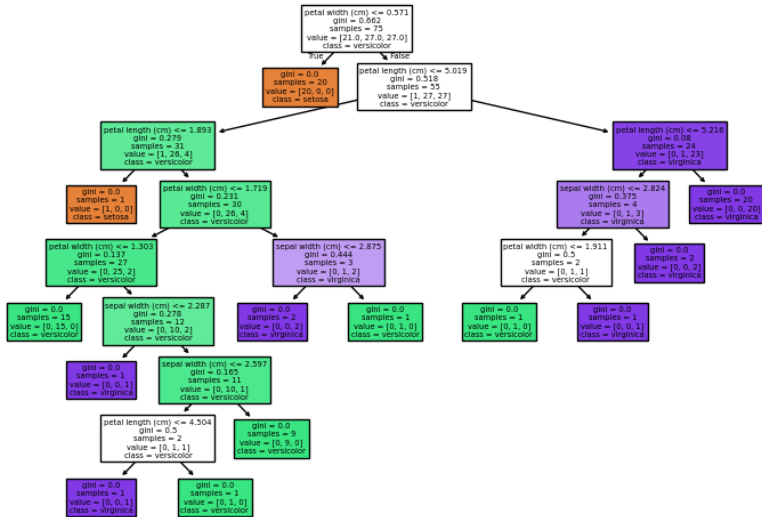 petal width (cm) <= 0.571
gini = 0.662
samples = 75
value = [21.0, 27.0, 27.0]
class = versicolor
True
False
gini = 0.0
samples = 20
value = [20, 0, 0]
class = setosa
petal length (cm) <= 5.019
gini = 0.518
samples = 55
value = [1, 27, 27]
class = versicolor
petal length (cm) <= 1.893
gini = 0.279
samples = 31
value = [1, 26, 4]
class = versicolor
petal length (cm) <= 5.216
gini = 0.08
samples = 24
value = [0, 1, 23]
class = virginica
gini = 0.0
samples = 1
value = [1, 0, 0]
class = setosa
petal width (cm) <= 1.719
gini = 0.231
samples = 30
value = [0, 26, 4]
class = versicolor
sepal width (cm) <= 2.824
gini = 0.375
samples = 4
value = [0, 1, 3]
class = virginica
gini = 0.0
samples = 20
value = [0, 0, 20]
class = virginica
petal width (cm) <= 1.303
gini = 0.137
samples = 27
value = [0, 25, 2]
class = versicolor
sepal width (cm) <= 2.875
gini = 0.444
samples = 3
value = [0, 1, 2]
class = virginica
petal width (cm) <= 1.911
gini = 0.5
samples = 2
value = [0, 1, 1]
class = versicolor
gini = 0.0
samples = 2
value = [0, 0, 2]
class = virginica
gini = 0.0
samples = 15
value = [0, 15, 0]
class = versicolor
sepal width (cm) <= 2.287
gini = 0.278
samples = 12
value = [0, 10, 2]
class = versicolor
gini = 0.0
samples = 2
value = [0, 0, 2]
class = virginica
gini = 0.0
samples = 1
value = [0, 1, 0]
class = versicolor
gini = 0.0
samples = 1
value = [0, 1, 0]
class = versicolor
gini = 0.0
samples = 1
value = [0, 0, 1]
class = virginica
gini = 0.0
samples = 1
value = [0, 0, 1]
class = virginica
sepal width (cm) <= 2.597
gini = 0.165
samples = 11
value = [0, 10, 1]
class = versicolor
petal length (cm) <= 4.504
gini = 0.5
samples = 2
value = [0, 1, 1]
class = versicolor
gini = 0.0
samples = 9
value = [0, 9, 0]
class = versicolor
gini = 0.0
samples = 1
value = [0, 0, 1]
class = virginica
gini = 0.0
samples = 1
value = [0, 1, 0]
class = versicolor